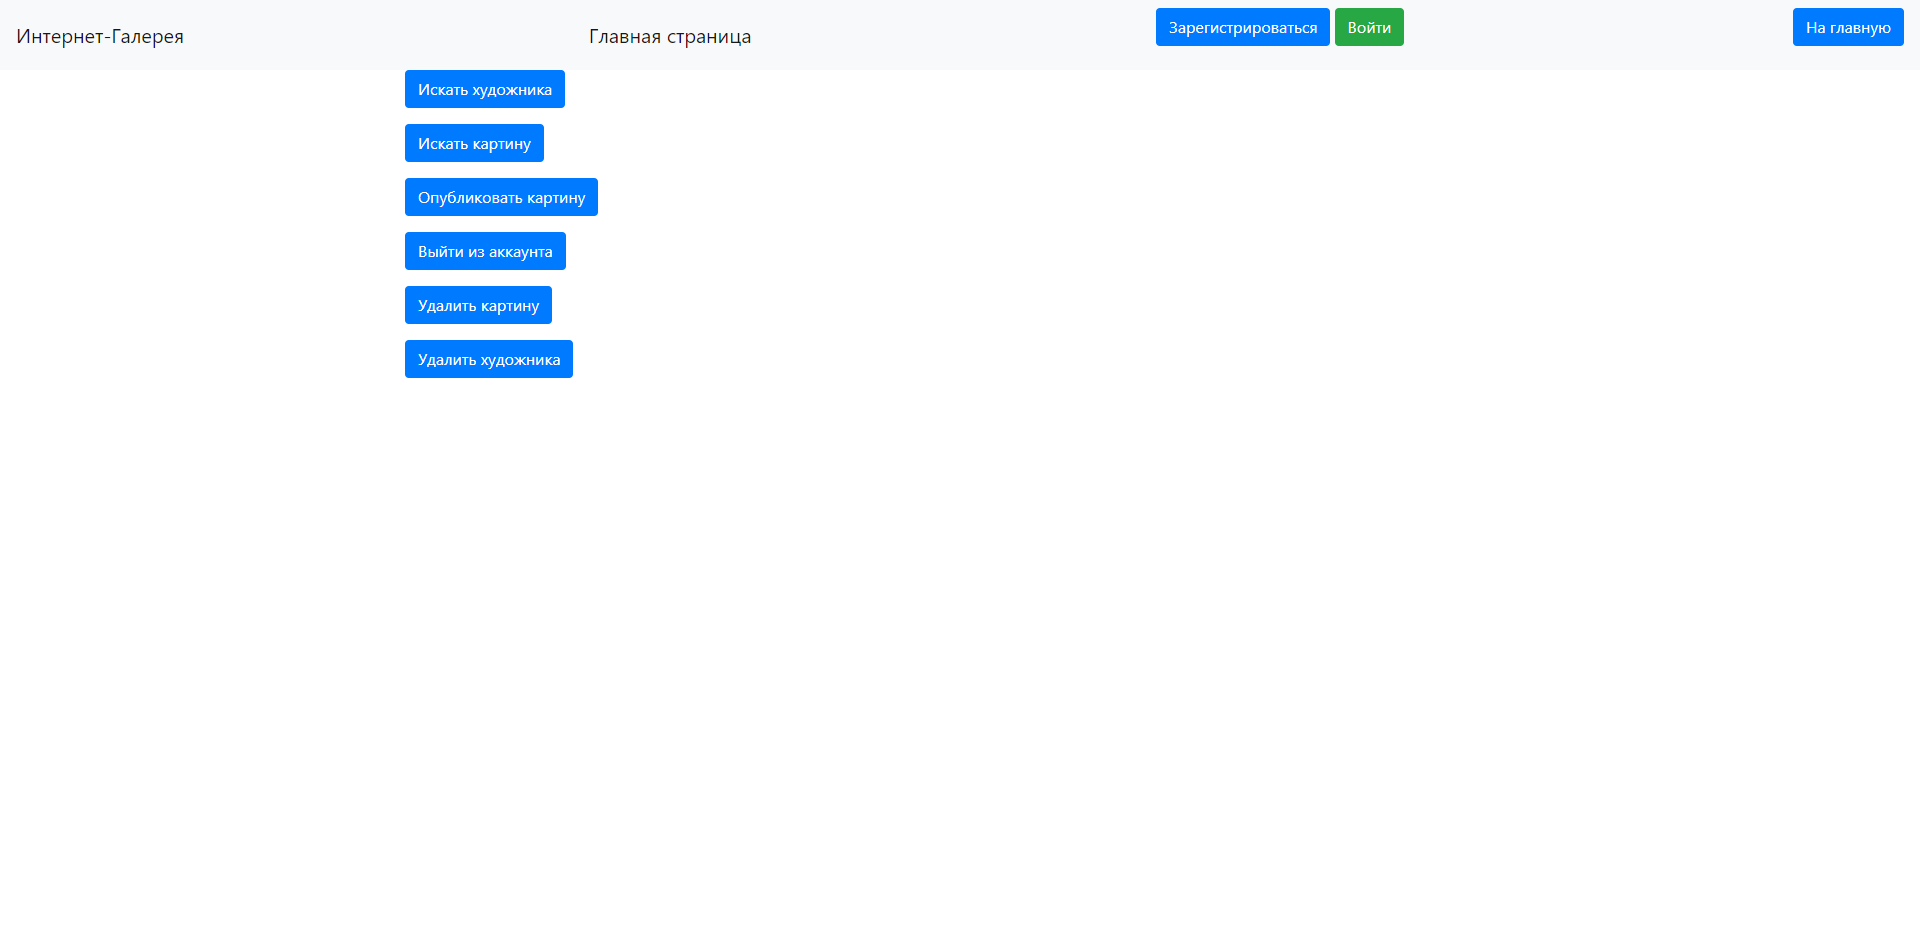 Интернет-Галерея
Главная страница
Зарегистрироваться
Войти
На главную
Искать художника
Искать картину
Опубликовать картину
Выйти из аккаунта
Удалить картину
Удалить художника